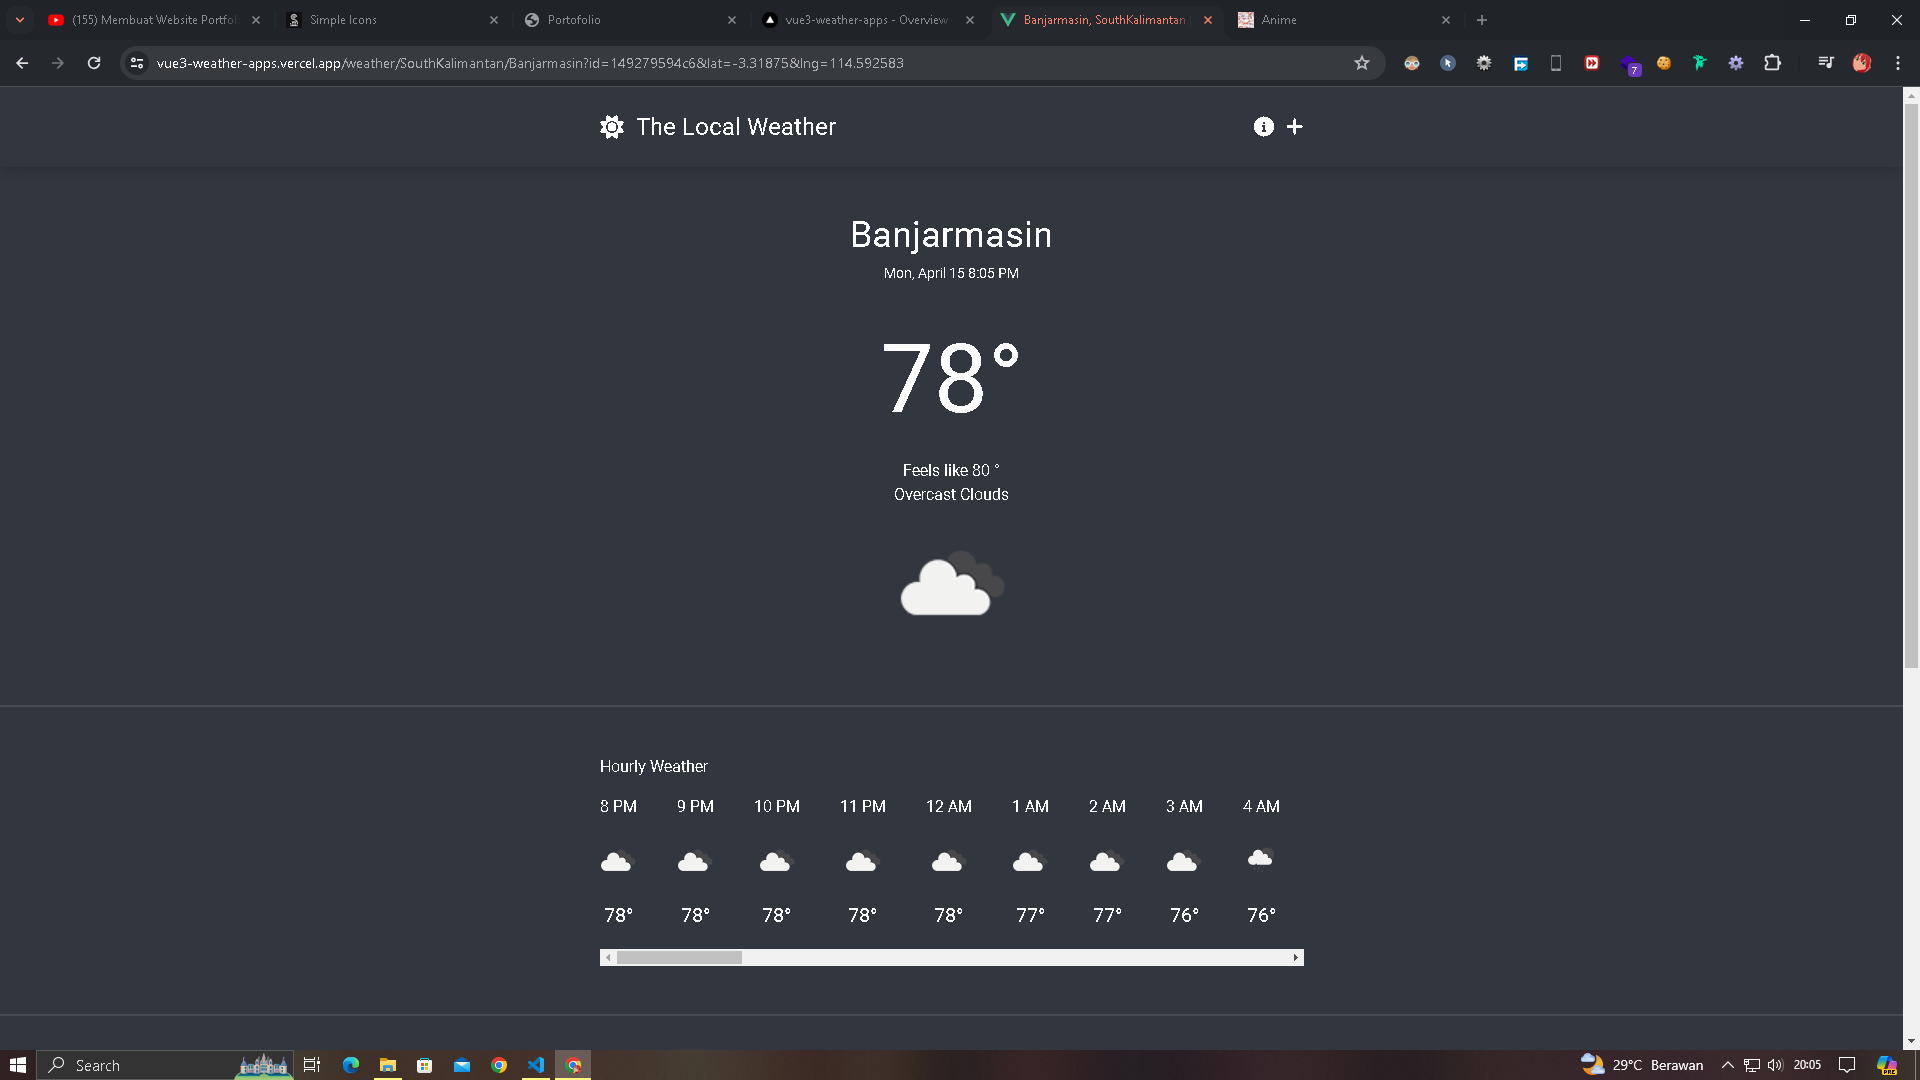 (155) Membuat Website Portfol
Simple Icons
Portofolio
vue3-weather-apps - Overview
Banjarmasin, SouthKalimantan
Anime
vue3-weather-apps.vercel.app/weather/SouthKalimantan/Banjarmasin?id=149279594c6&lat=-3.31875&lng=114.592583
7
The Local Weather
Banjarmasin
Mon, April 15 8:05 PM
78°
Feels like 80 °
Overcast Clouds
Hourly Weather
8 PM 9 PM 10 PM 11 PM 12 AM 1 AM 2 AM 3 AM 4 AM
78° 78° 78° 78° 78° 77° 77° 76° 76°
Search
29°C Berawan
20:05
PRE